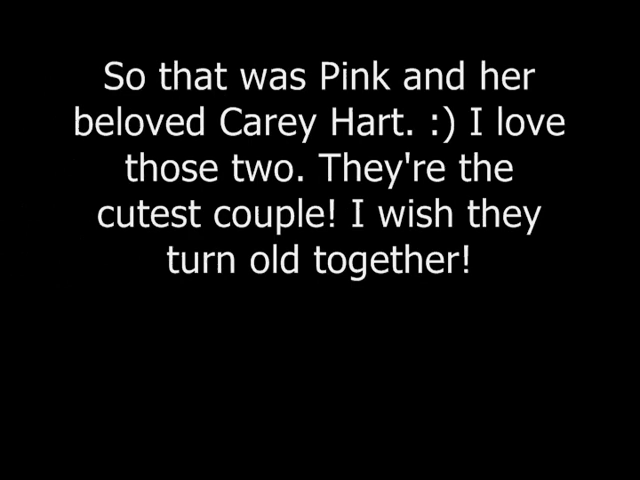 So that was Pink and her
beloved Carey Hart. :) I love
those two. They're the
cutest couple! I wish they
turn old together!